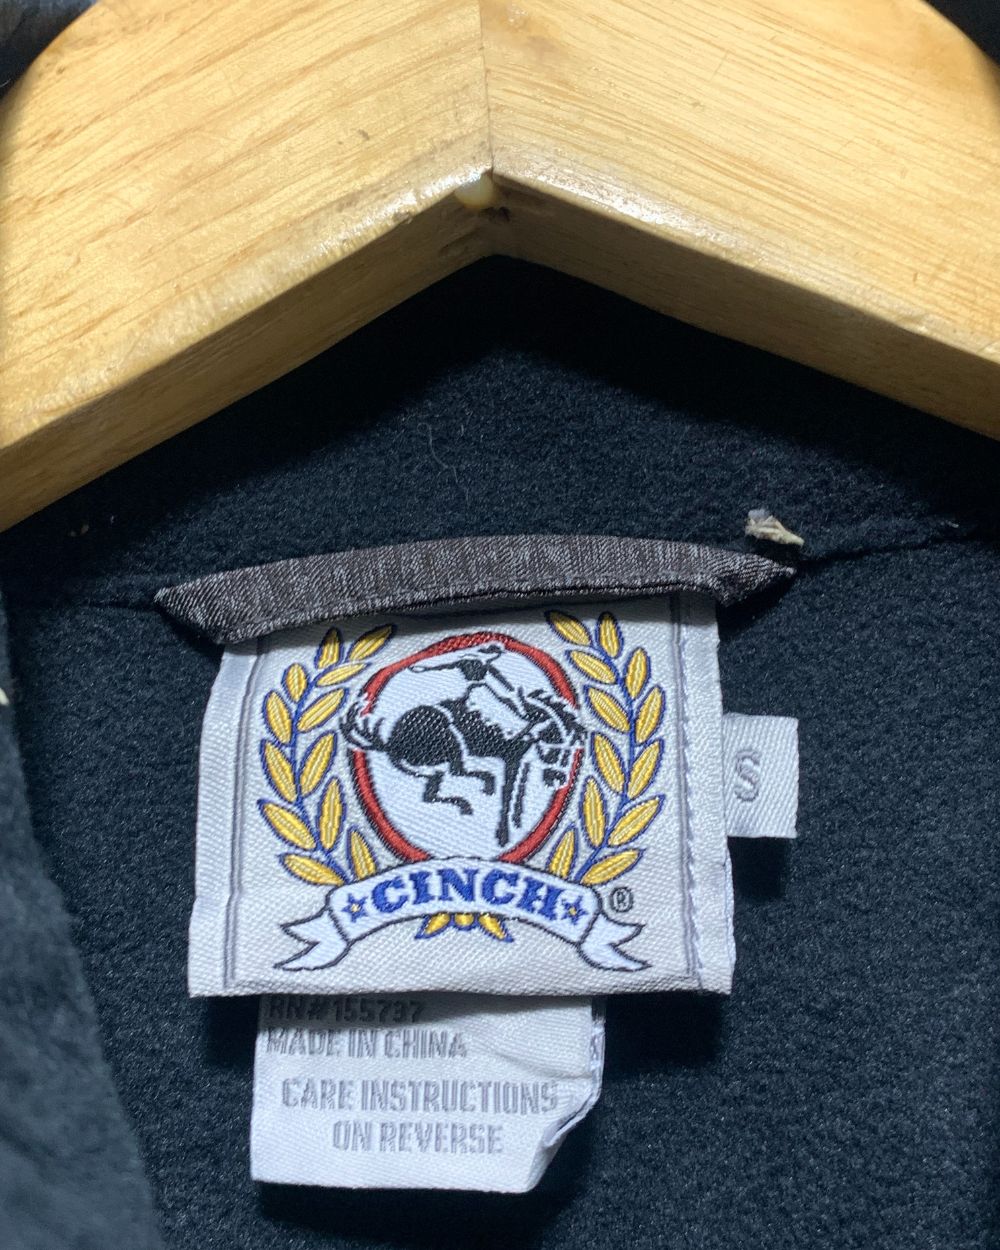 CINCH ®
S
RN#155737
MADE IN CHINA
CARE INSTRUCTIONS
ON REVERSE